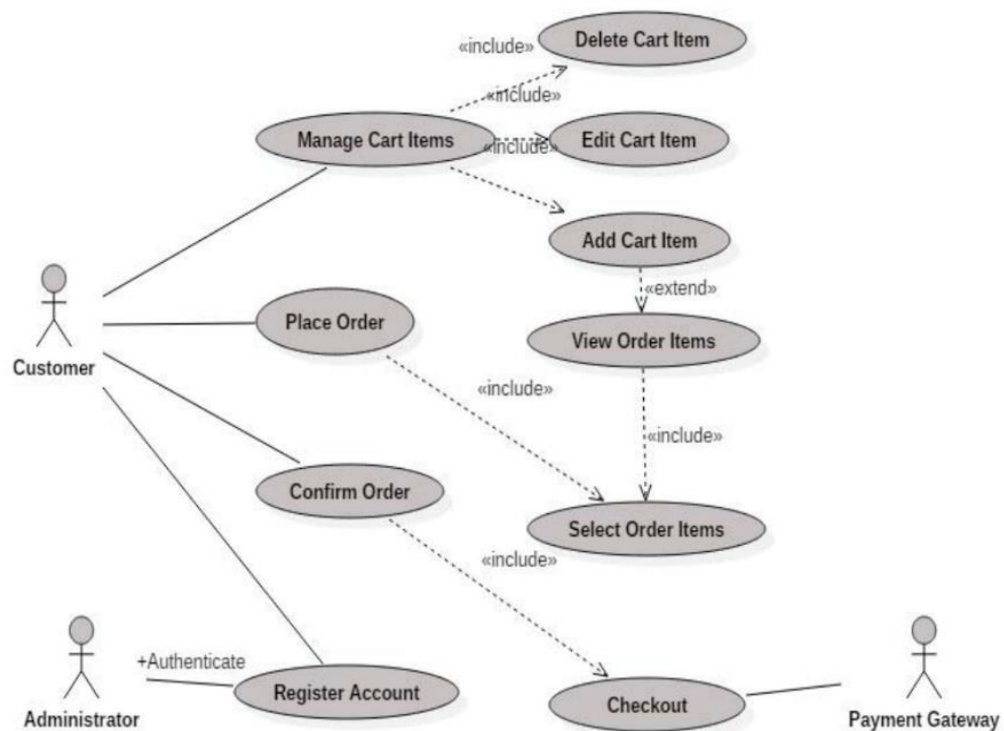 Delete Cart Item
«include»
«include»
Manage Cart Items
«include»
Edit Cart Item
Add Cart Item
«extend»
Place Order
View Order Items
Customer
«include»
«include»
Confirm Order
Select Order Items
«include»
+Authenticate
Register Account
Checkout
Administrator
Payment Gateway